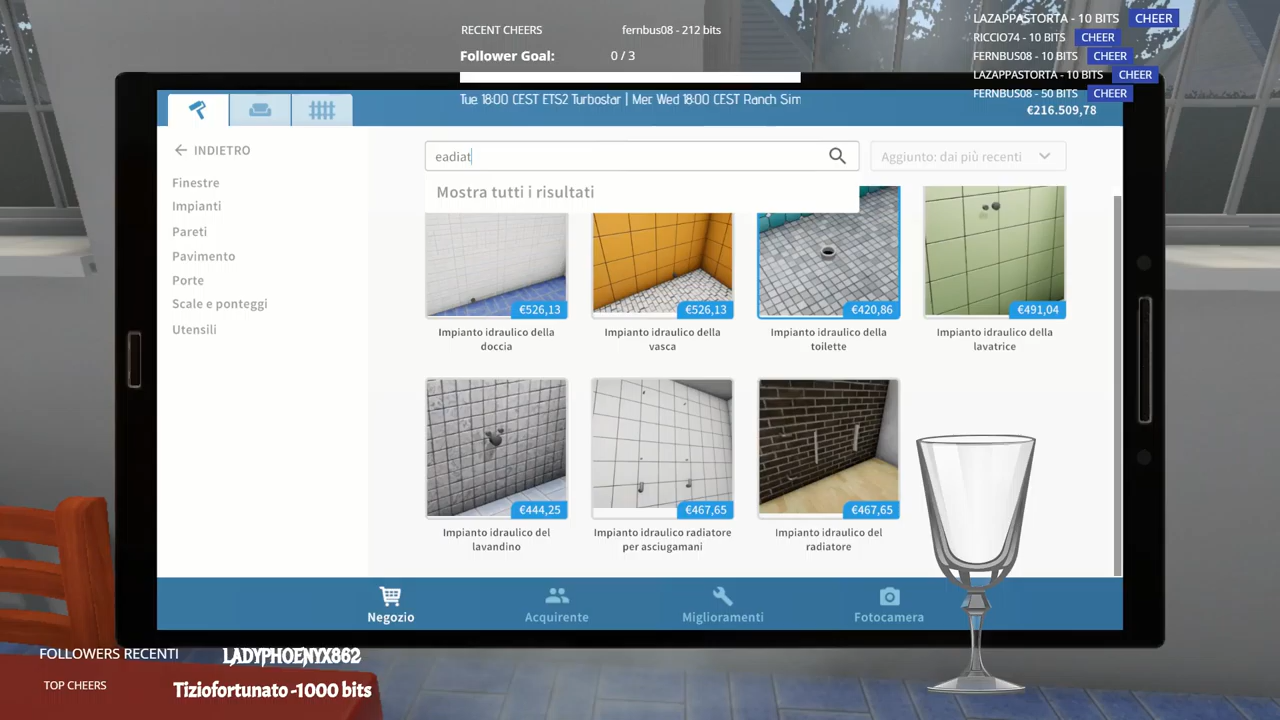 RECENT CHEERS
fernbus08 - 212 bits
Follower Goal:
0 / 3
LAZAPPASTORTA - 10 BITS CHEER
RICCIO74 - 10 BITS CHEER
FERNBUS08 - 10 BITS CHEER
LAZAPPASTORTA - 10 BITS CHEER
FERNBUS08 - 50 BITS CHEER
Tue 18:00 CEST ETS2 Turbostar | Mer Wed 18:00 CEST Ranch Sim
€216.509,78
INDIETRO
Finestre
Impianti
Pareti
Pavimento
Porte
Scale e ponteggi
Utensili
eadiat
Aggiunto: dai più recenti
Mostra tutti i risultati
€526,13
Impianto idraulico della
doccia
€526,13
Impianto idraulico della
vasca
€420,86
Impianto idraulico della
toilette
€491,04
Impianto idraulico della
lavatrice
€444,25
Impianto idraulico del
lavandino
€467,65
Impianto idraulico radiatore
per asciugamani
€467,65
Impianto idraulico del
radiatore
Negozio
Acquirente
Miglioramenti
Fotocamera
FOLLOWERS RECENTI
LADYPHOENYX862
TOP CHEERS
Tiziofortunato -1000 bits